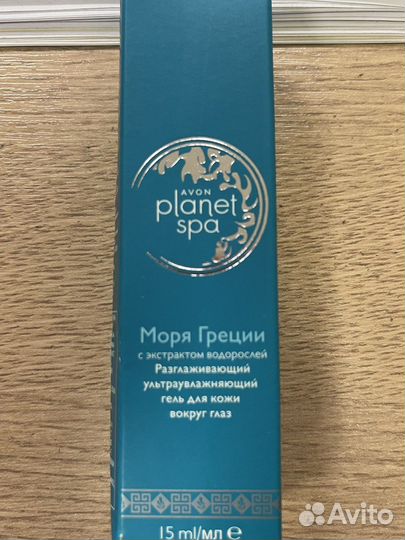 AVON
planet
spa
Моря Греции
с экстрактом водорослей
Разглаживающий
ультраувлажняющий
гель для кожи
вокруг глаз
15 ml/мл ℮
Avito